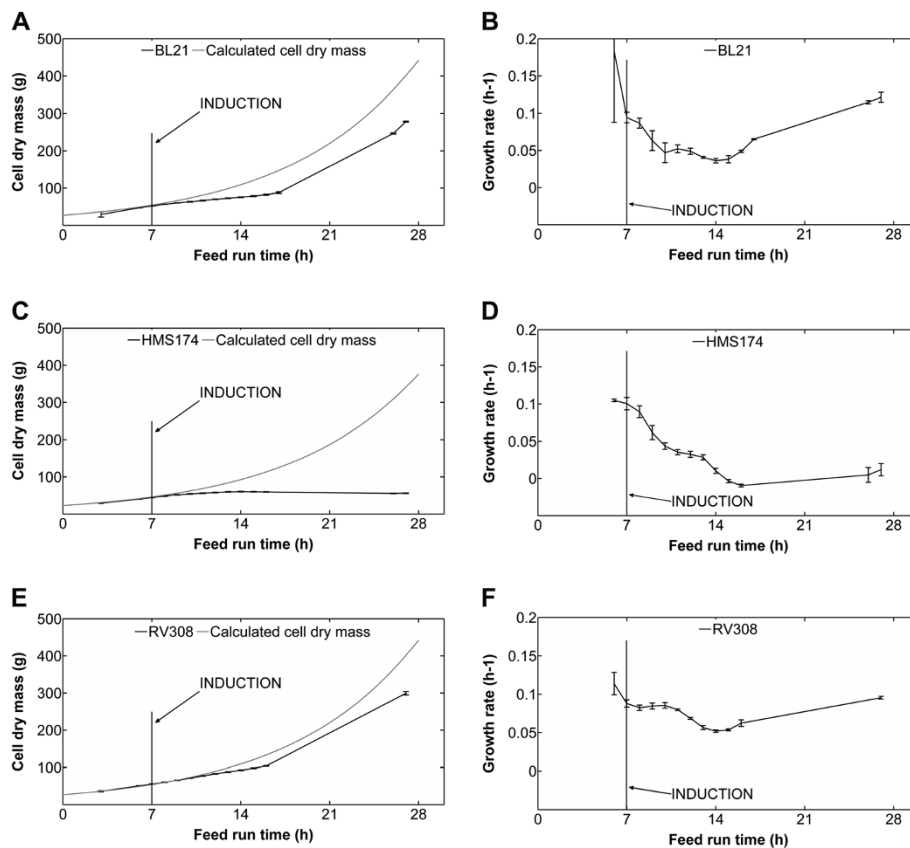 A
500
400
300
200
100
0
7
14
21
28
Cell dry mass (g)
Feed run time (h)
BL21 Calculated cell dry mass
INDUCTION
B
0.2
0.15
0.1
0.05
0
0
7
14
21
28
Growth rate (h-1)
Feed run time (h)
BL21
INDUCTION
C
500
400
300
200
100
0
7
14
21
28
Cell dry mass (g)
Feed run time (h)
HMS174 Calculated cell dry mass
INDUCTION
D
0.2
0.15
0.1
0.05
0
0
7
14
21
28
Growth rate (h-1)
Feed run time (h)
HMS174
INDUCTION
E
500
400
300
200
100
0
7
14
21
28
Cell dry mass (g)
Feed run time (h)
RV308 Calculated cell dry mass
INDUCTION
F
0.2
0.15
0.1
0.05
0
0
7
14
21
28
Growth rate (h-1)
Feed run time (h)
RV308
INDUCTION